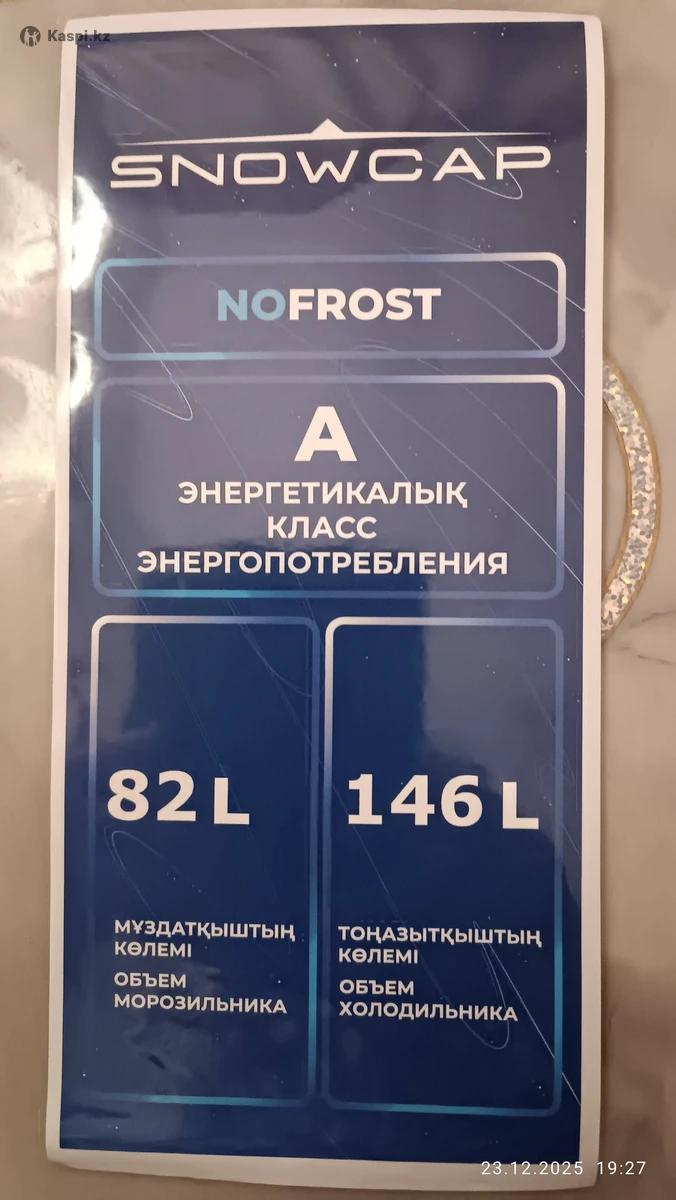 Kaspi.kz
SNOWCAP
NOFROST
A
ЭНЕРГЕТИКАЛЫҚ
КЛАСС
ЭНЕРГОПОТРЕБЛЕНИЯ
82 L
МҰЗДАТҚЫШТЫҢ
КӨЛЕМІ
ОБЪЕМ
МОРОЗИЛЬНИКА
146 L
ТОҢАЗЫТҚЫШТЫҢ
КӨЛЕМІ
ОБЪЕМ
ХОЛОДИЛЬНИКА
23.12.2025 19:27